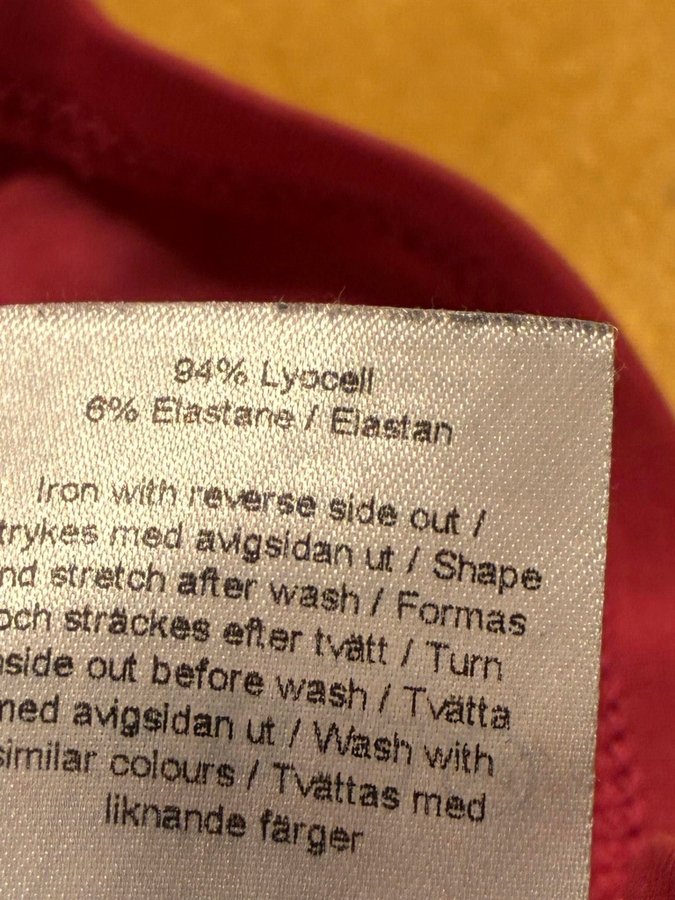 94% Lyocell
6% Elastane / Elastan
Iron with reverse side out /
trykes med avigsidan ut / Shape
nd stretch after wash / Formas
och sträckes efter tvätt / Turn
nside out before wash / Tvätta
med avigsidan ut / Wash with
similar colours / Tvättas med
liknande färger